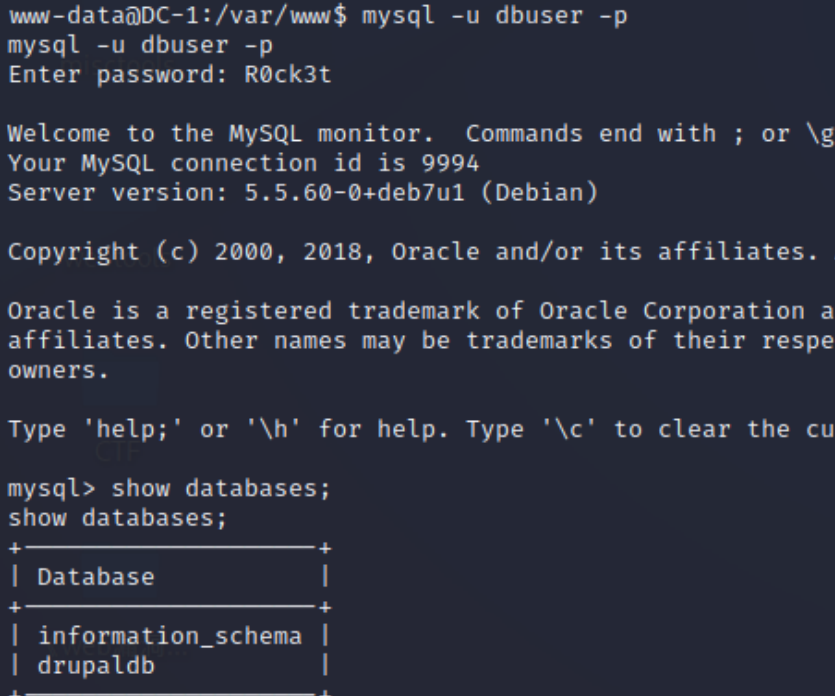 www-data@DC-1:/var/www$ mysql -u dbuser -p
mysql -u dbuser -p
Enter password: R0ck3t
Welcome to the MySQL monitor.  Commands end with ; or \g
Your MySQL connection id is 9994
Server version: 5.5.60-0+deb7u1 (Debian)
Copyright (c) 2000, 2018, Oracle and/or its affiliates.
Oracle is a registered trademark of Oracle Corporation a
affiliates. Other names may be trademarks of their respe
owners.
Type 'help;' or '\h' for help. Type '\c' to clear the cu
CTF
mysql> show databases;
show databases;
+--------------------+
| Database           |
+--------------------+
| information_schema |
| drupaldb           |
+--------------------+